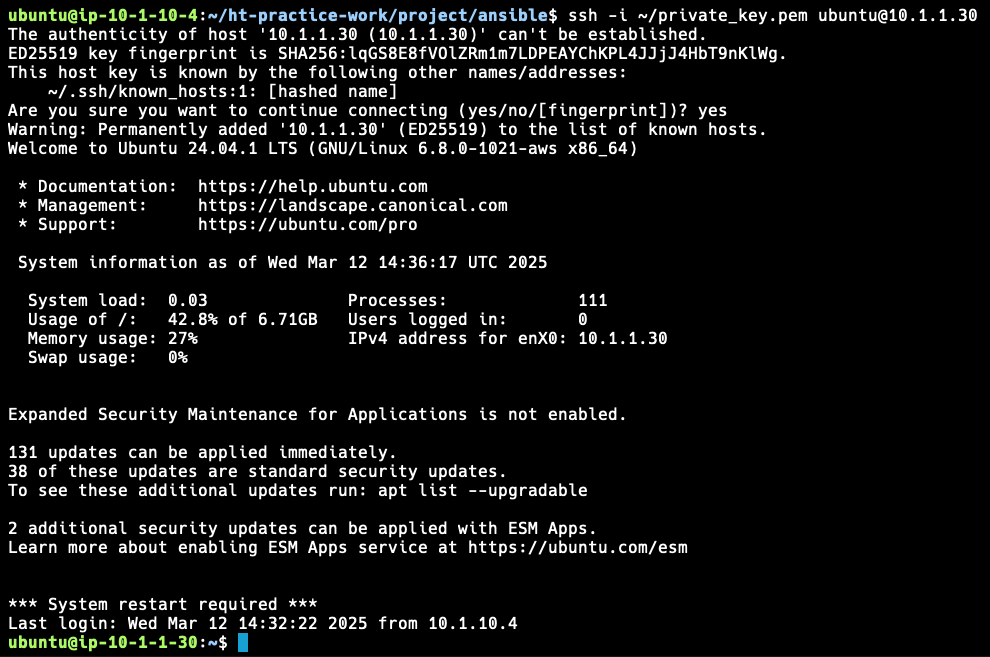 ubuntu@ip-10-1-10-4:~/ht-practice-work/project/ansible$ ssh -i ~/private_key.pem ubuntu@10.1.1.30
The authenticity of host '10.1.1.30 (10.1.1.30)' can't be established.
ED25519 key fingerprint is SHA256:lqGS8E8fVOlZRm1m7LDPEAYChKPL4JJjJ4HbT9nKlWg.
This host key is known by the following other names/addresses:
    ~/.ssh/known_hosts:1: [hashed name]
Are you sure you want to continue connecting (yes/no/[fingerprint])? yes
Warning: Permanently added '10.1.1.30' (ED25519) to the list of known hosts.
Welcome to Ubuntu 24.04.1 LTS (GNU/Linux 6.8.0-1021-aws x86_64)

 * Documentation:  https://help.ubuntu.com
 * Management:     https://landscape.canonical.com
 * Support:        https://ubuntu.com/pro

 System information as of Wed Mar 12 14:36:17 UTC 2025

  System load:  0.03              Processes:             111
  Usage of /:   42.8% of 6.71GB   Users logged in:       0
  Memory usage: 27%               IPv4 address for enX0: 10.1.1.30
  Swap usage:   0%

Expanded Security Maintenance for Applications is not enabled.

131 updates can be applied immediately.
38 of these updates are standard security updates.
To see these additional updates run: apt list --upgradable

2 additional security updates can be applied with ESM Apps.
Learn more about enabling ESM Apps service at https://ubuntu.com/esm

*** System restart required ***
Last login: Wed Mar 12 14:32:22 2025 from 10.1.10.4
ubuntu@ip-10-1-1-30:~$